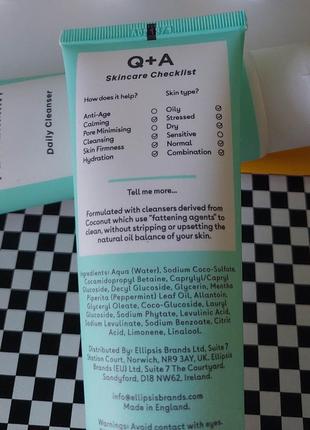 Q+A
Skincare Checklist
How does it help?
Skin type?
Anti-Age
Calming
Pore Minimising
Cleansing
Skin Firmness
Hydration
Oily
Stressed
Dry
Sensitive
Normal
Combination
Tell me more...
Formulated with cleansers derived from
Coconut which use "fattening agents" to
clean, without stripping or upsetting the
natural oil balance of your skin.
Ingredients: Aqua (Water), Sodium Coco-Sulfate,
Cocamidopropyl Betaine, Caprylyl/Capryl
Glucoside, Decyl Glucoside, Glycerin, Mentha
Piperita (Peppermint) Leaf Oil, Allantoin,
Glyceryl Oleate, Coco-Glucoside, Lauryl
Glucoside, Sodium Phytate, Levulinic Acid,
Sodium Levulinate, Sodium Benzoate, Citric
Acid, Limonene, Linalool.
Distributed By: Ellipsis Brands Ltd, Suite 7
Station Court, Norwich, NR9 3AY, UK. Ellipsis
Brands (EU) Ltd, Suite 7 The Courtyard,
Sandyford, D18 NW62, Ireland.
info@ellipsisbrands.com
Made in England.
Warnings: Avoid contact with eyes.
Daily Cleanser